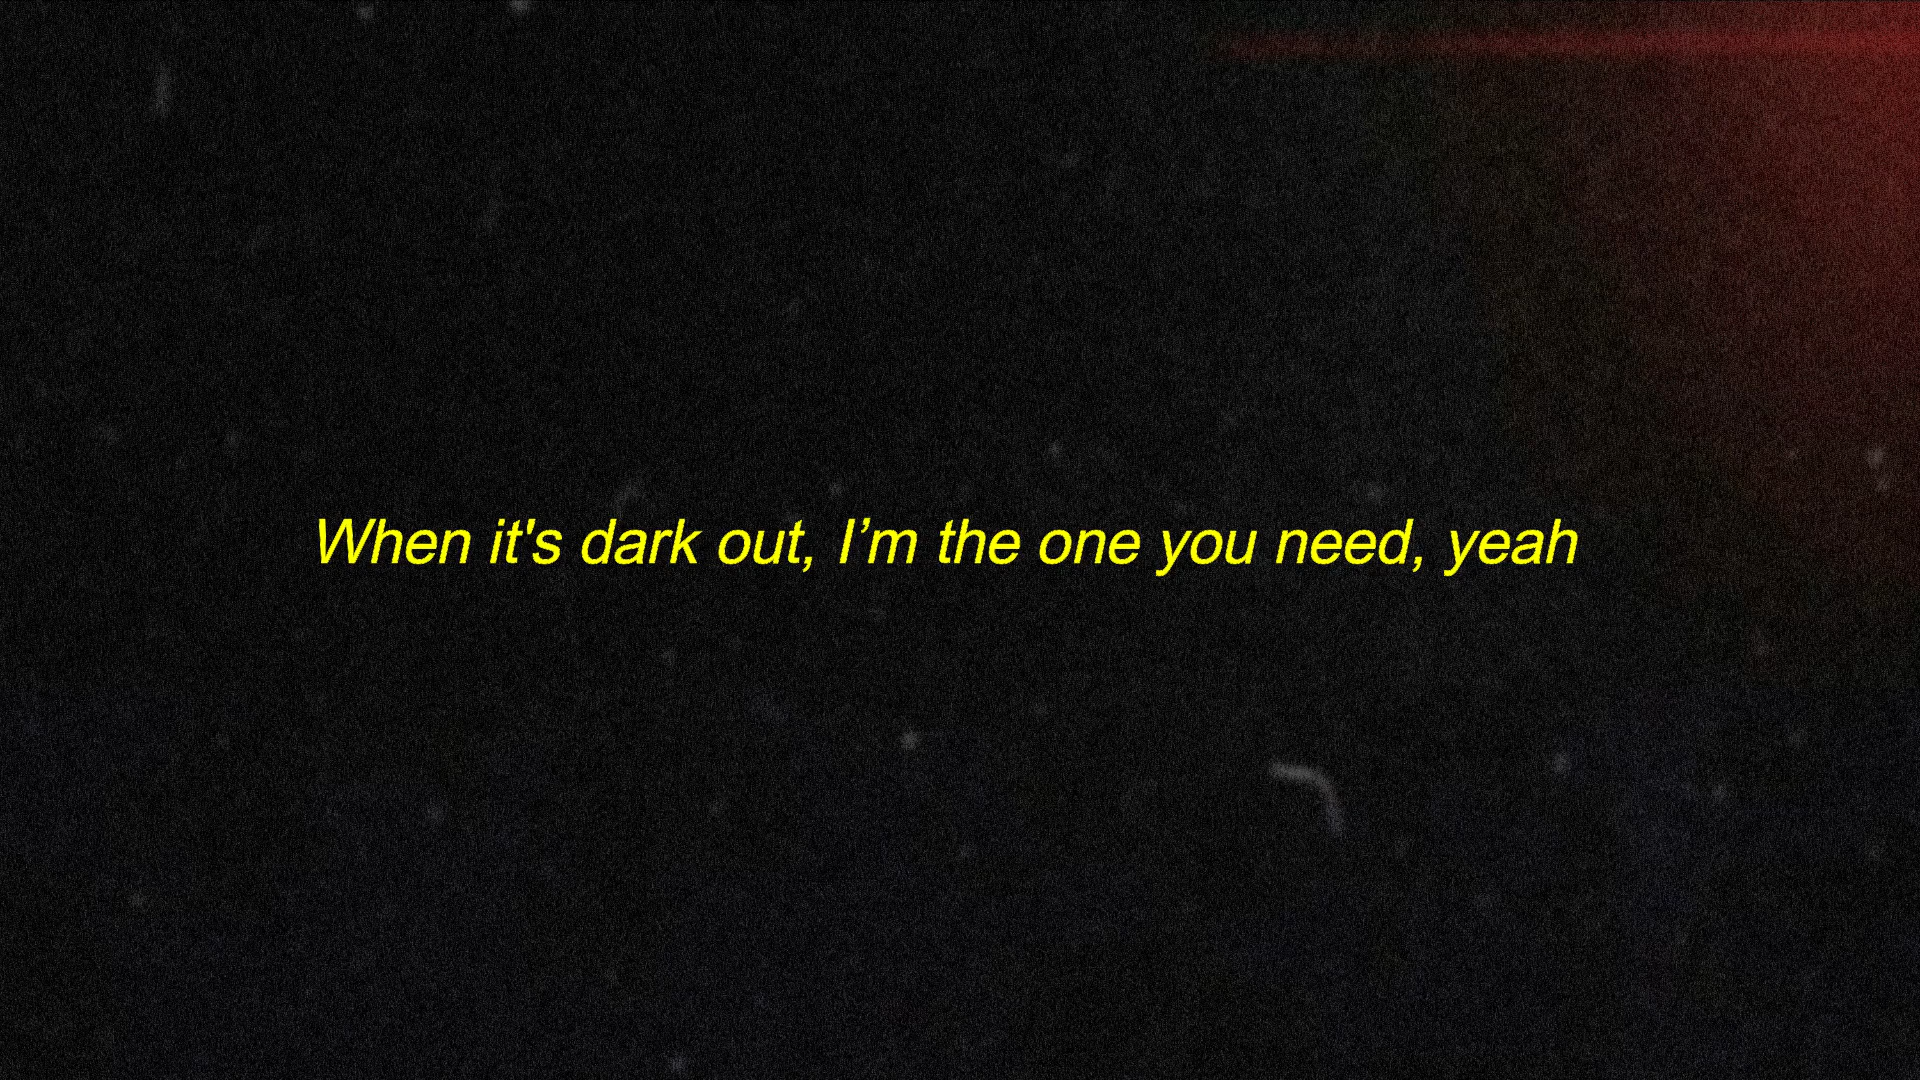 When it's dark out, I’m the one you need, yeah